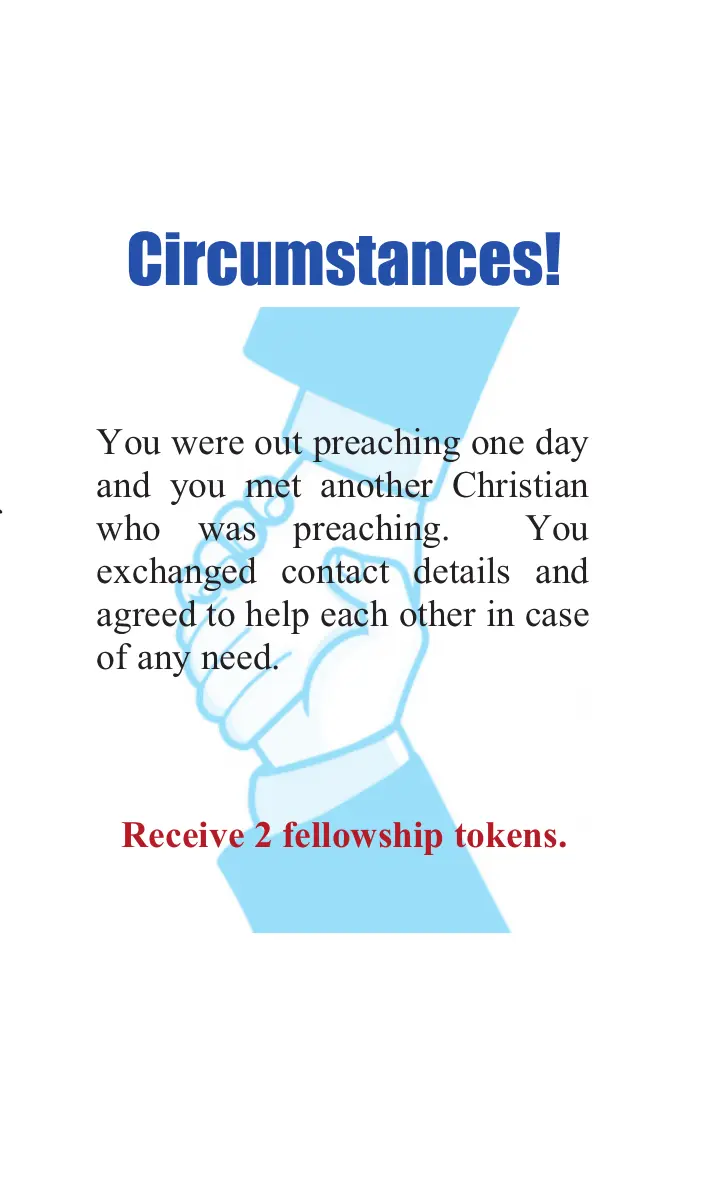 Circumstances!
You were out preaching one day
and you met another Christian
who was preaching. You
exchanged contact details and
agreed to help each other in case
of any need.
Receive 2 fellowship tokens.